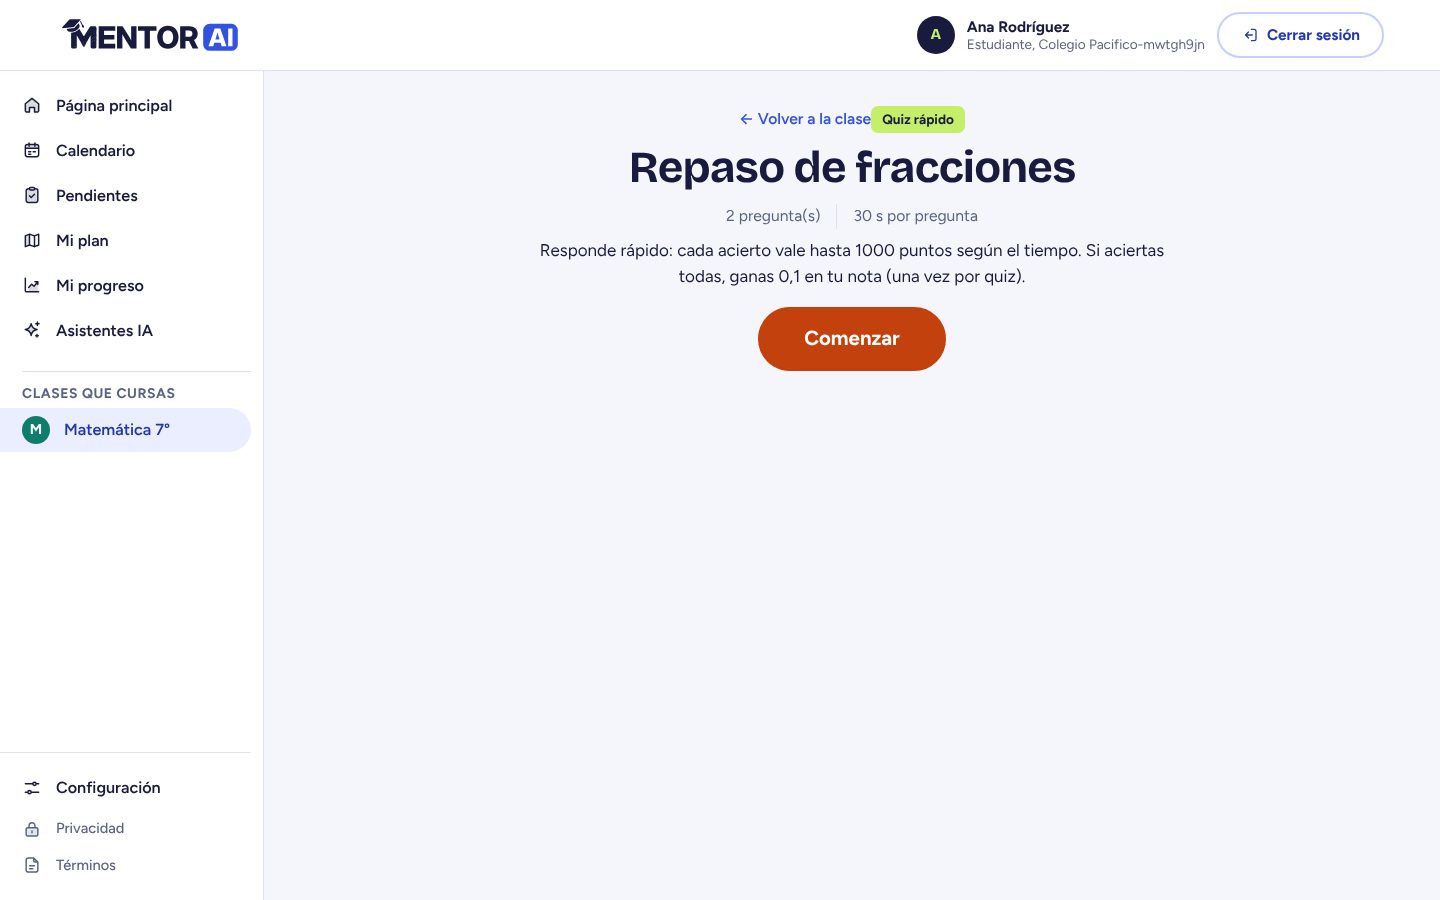 MENTOR AI
A
Ana Rodríguez
Estudiante, Colegio Pacifico-mwtgh9jn
Cerrar sesión
Página principal
Calendario
Pendientes
Mi plan
Mi progreso
Asistentes IA
CLASES QUE CURSAS
M Matemática 7°
Configuración
Privacidad
Términos
← Volver a la clase Quiz rápido
Repaso de fracciones
2 pregunta(s) 30 s por pregunta
Responde rápido: cada acierto vale hasta 1000 puntos según el tiempo. Si aciertas
todas, ganas 0,1 en tu nota (una vez por quiz).
Comenzar